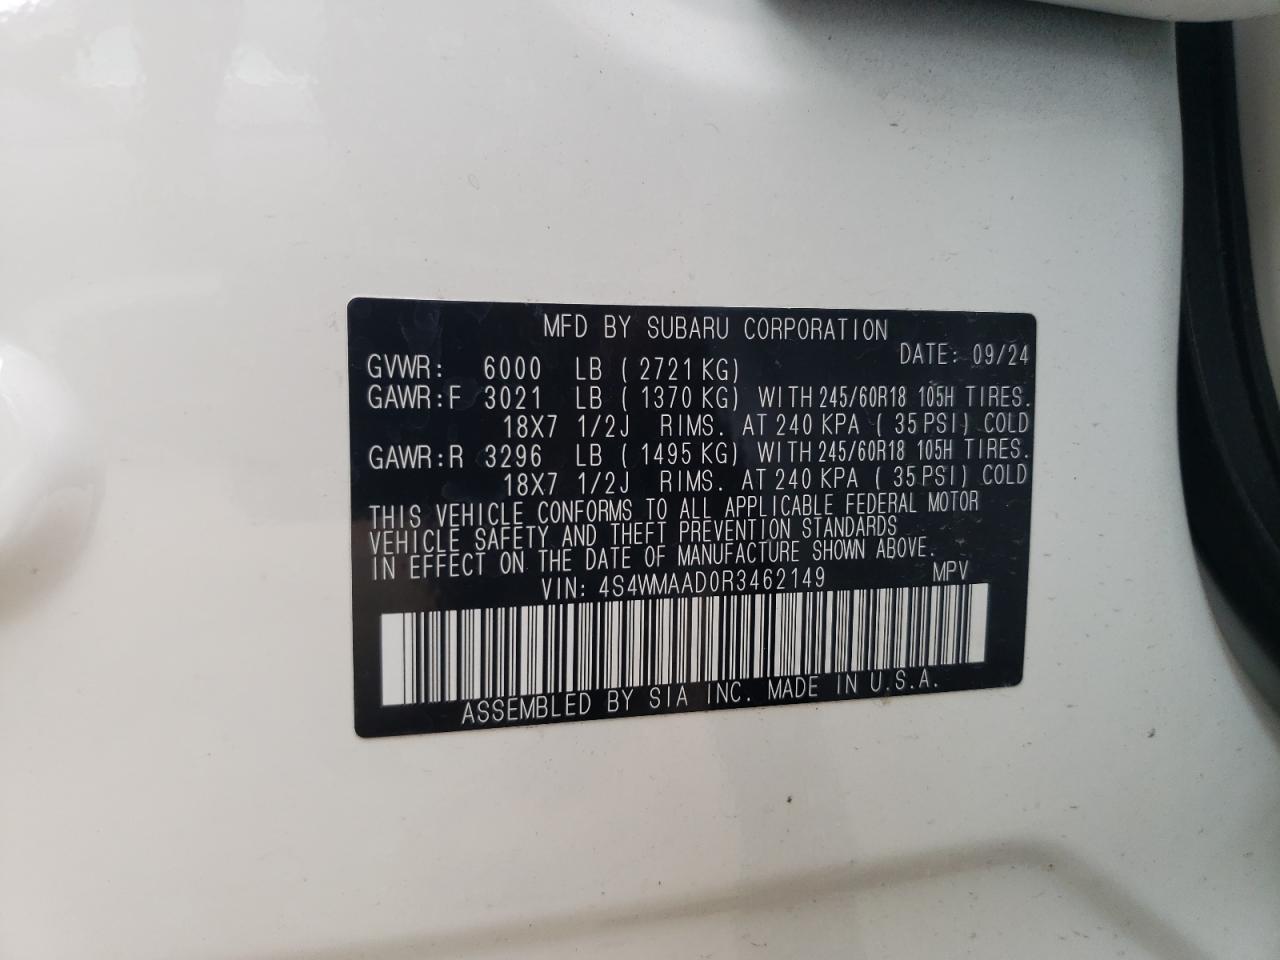 MFD BY SUBARU CORPORATION
DATE: 09/24
GVWR: 6000 LB ( 2721 KG)
GAWR:F 3021 LB ( 1370 KG) WITH 245/60R18 105H TIRES.
18X7 1/2J RIMS. AT 240 KPA ( 35 PSI) COLD
GAWR:R 3296 LB ( 1495 KG) WITH 245/60R18 105H TIRES.
18X7 1/2J RIMS. AT 240 KPA ( 35 PSI) COLD
THIS VEHICLE CONFORMS TO ALL APPLICABLE FEDERAL MOTOR
VEHICLE SAFETY AND THEFT PREVENTION STANDARDS
IN EFFECT ON THE DATE OF MANUFACTURE SHOWN ABOVE.
VIN: 4S4WMAAD0R3462149 MPV
ASSEMBLED BY SIA INC. MADE IN U.S.A.